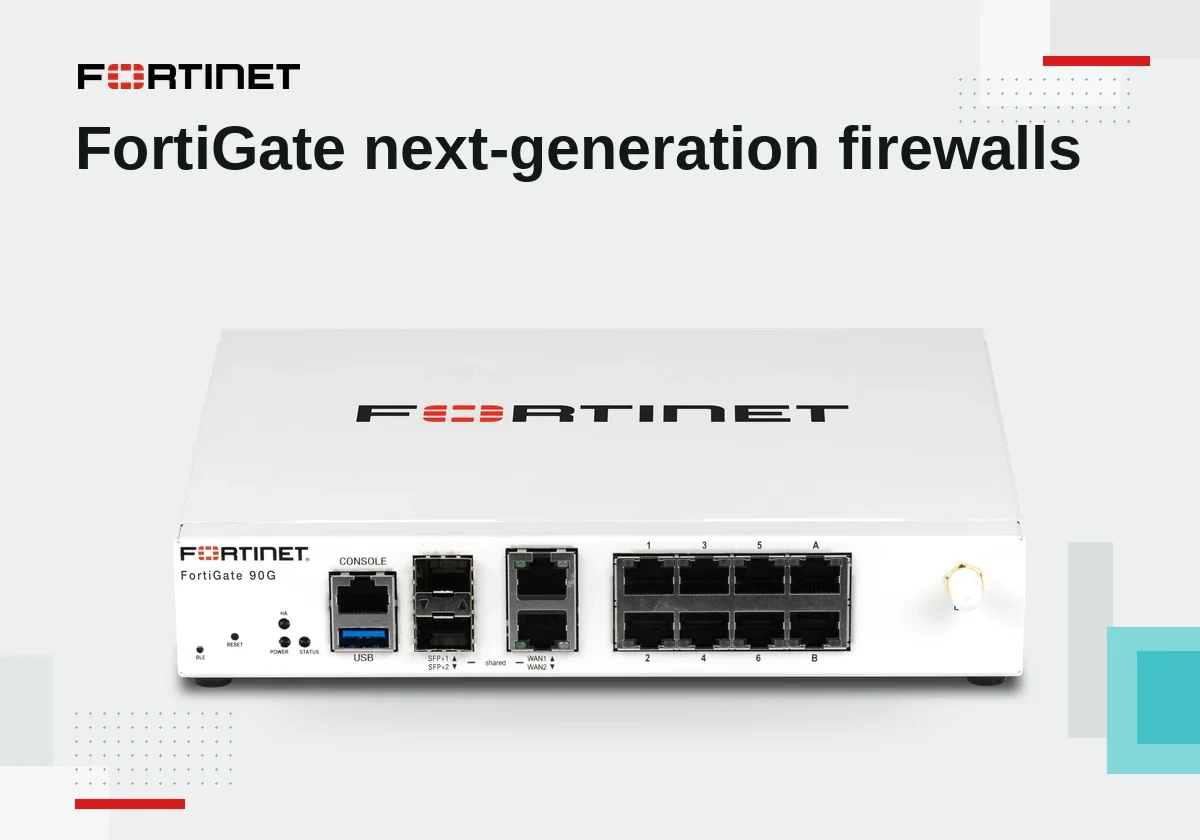 FORTINET
FortiGate next-generation firewalls
FORTINET
FORTINET®
FortiGate 90G
CONSOLE
USB
HA
RESET
POWER STATUS
BLE
SFP+1 ▲
SFP+2 ▼
shared
WAN1 ▲
WAN2 ▼
1 3 5 A
2 4 6 B